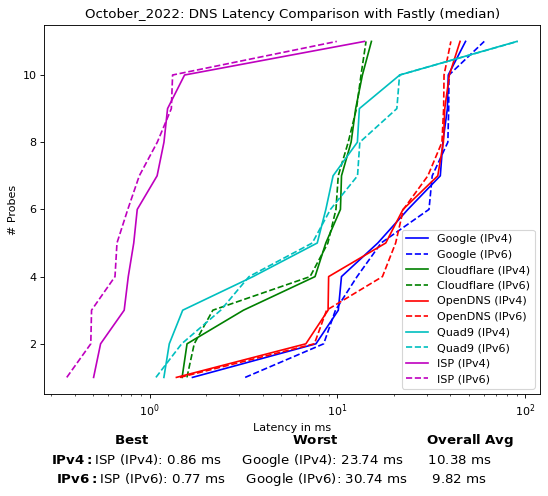 October_2022: DNS Latency Comparison with Fastly (median)
# Probes
10
8
6
4
2
Google (IPv4)
Google (IPv6)
Cloudflare (IPv4)
Cloudflare (IPv6)
OpenDNS (IPv4)
OpenDNS (IPv6)
Quad9 (IPv4)
Quad9 (IPv6)
ISP (IPv4)
ISP (IPv6)
10⁰ 10¹ 10²
Latency in ms
Best Worst Overall Avg
IPv4: ISP (IPv4): 0.86 ms Google (IPv4): 23.74 ms 10.38 ms
IPv6: ISP (IPv6): 0.77 ms Google (IPv6): 30.74 ms 9.82 ms